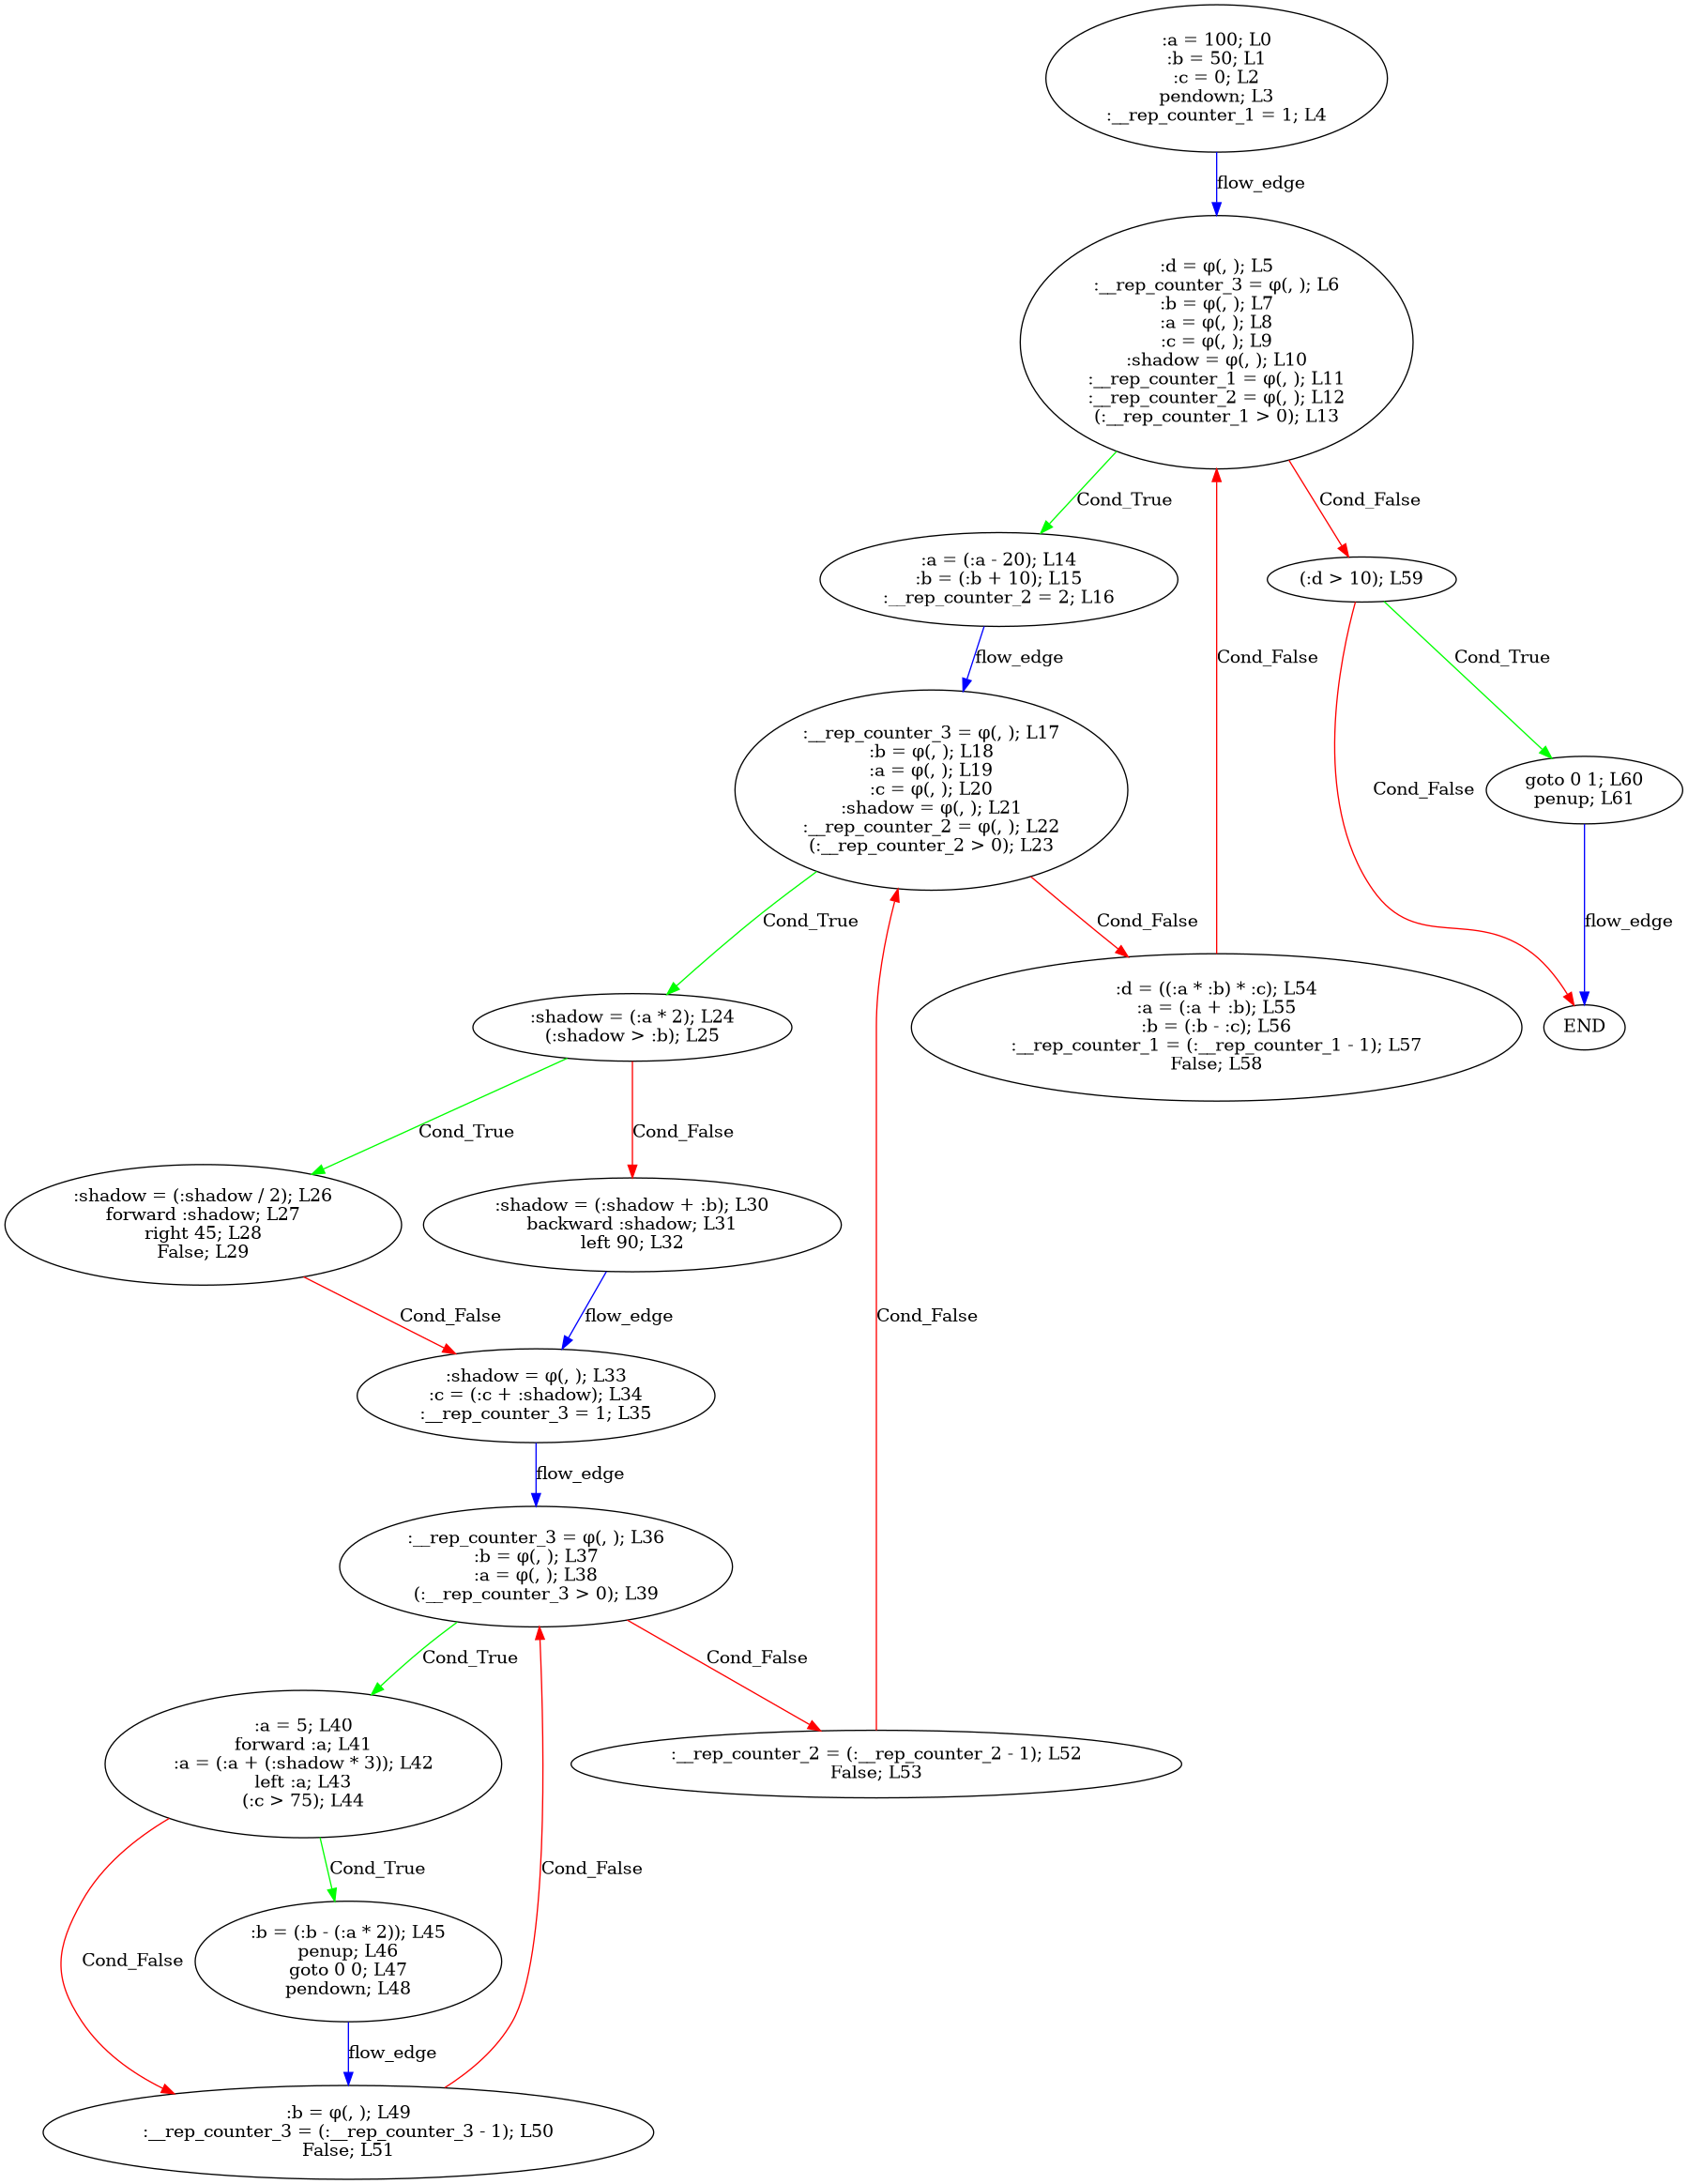 :a = 100; L0
:b = 50; L1
:c = 0; L2
pendown; L3
:__rep_counter_1 = 1; L4
flow_edge
:d = φ(, ); L5
:__rep_counter_3 = φ(, ); L6
:b = φ(, ); L7
:a = φ(, ); L8
:c = φ(, ); L9
:shadow = φ(, ); L10
:__rep_counter_1 = φ(, ); L11
:__rep_counter_2 = φ(, ); L12
(:__rep_counter_1 > 0); L13
Cond_True
Cond_False
:a = (:a - 20); L14
:b = (:b + 10); L15
:__rep_counter_2 = 2; L16
(:d > 10); L59
flow_edge
Cond_False
Cond_True
:__rep_counter_3 = φ(, ); L17
:b = φ(, ); L18
:a = φ(, ); L19
:c = φ(, ); L20
:shadow = φ(, ); L21
:__rep_counter_2 = φ(, ); L22
(:__rep_counter_2 > 0); L23
Cond_False
goto 0 1; L60
penup; L61
Cond_True
Cond_False
flow_edge
:shadow = (:a * 2); L24
(:shadow > :b); L25
:d = ((:a * :b) * :c); L54
:a = (:a + :b); L55
:b = (:b - :c); L56
:__rep_counter_1 = (:__rep_counter_1 - 1); L57
False; L58
END
Cond_True
Cond_False
:shadow = (:shadow / 2); L26
forward :shadow; L27
right 45; L28
False; L29
:shadow = (:shadow + :b); L30
backward :shadow; L31
left 90; L32
Cond_False
flow_edge
Cond_False
:shadow = φ(, ); L33
:c = (:c + :shadow); L34
:__rep_counter_3 = 1; L35
flow_edge
:__rep_counter_3 = φ(, ); L36
:b = φ(, ); L37
:a = φ(, ); L38
(:__rep_counter_3 > 0); L39
Cond_True
Cond_False
:a = 5; L40
forward :a; L41
:a = (:a + (:shadow * 3)); L42
left :a; L43
(:c > 75); L44
:__rep_counter_2 = (:__rep_counter_2 - 1); L52
False; L53
Cond_True
Cond_False
Cond_False
:b = (:b - (:a * 2)); L45
penup; L46
goto 0 0; L47
pendown; L48
flow_edge
:b = φ(, ); L49
:__rep_counter_3 = (:__rep_counter_3 - 1); L50
False; L51